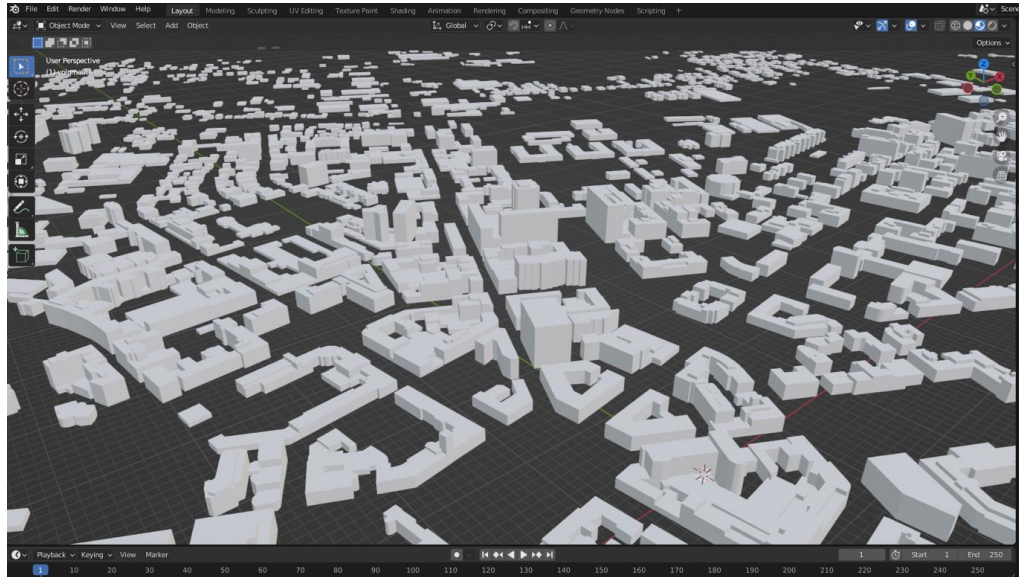 File Edit Render Window Help Layout Modeling Sculpting UV Editing Texture Paint Shading Animation Rendering Compositing Geometry Nodes Scripting + Scene
Object Mode View Select Add Object Global
Options
User Perspective
Z
Y
X
Playback Keying View Marker 1 Start 1 End 250
1 10 20 30 40 50 60 70 80 90 100 110 120 130 140 150 160 170 180 190 200 210 220 230 240 250